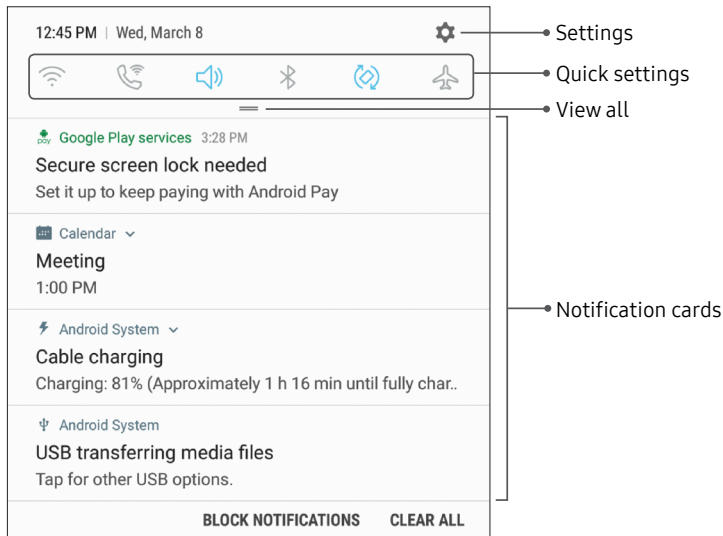 12:45 PM | Wed, March 8
Settings
Quick settings
View all
pay Google Play services 3:28 PM
Secure screen lock needed
Set it up to keep paying with Android Pay
Calendar
Meeting
1:00 PM
Notification cards
Android System
Cable charging
Charging: 81% (Approximately 1 h 16 min until fully char..
Android System
USB transferring media files
Tap for other USB options.
BLOCK NOTIFICATIONS CLEAR ALL